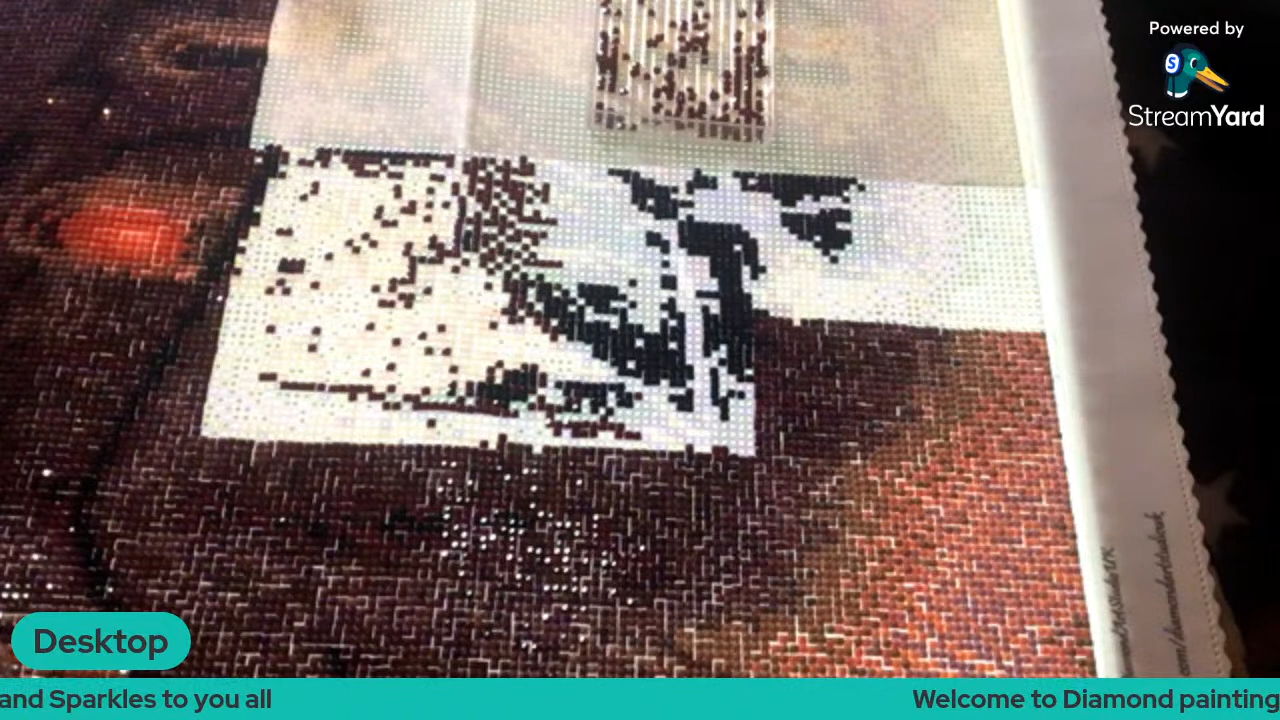 Powered by
StreamYard
Desktop
and Sparkles to you all
Welcome to Diamond painting